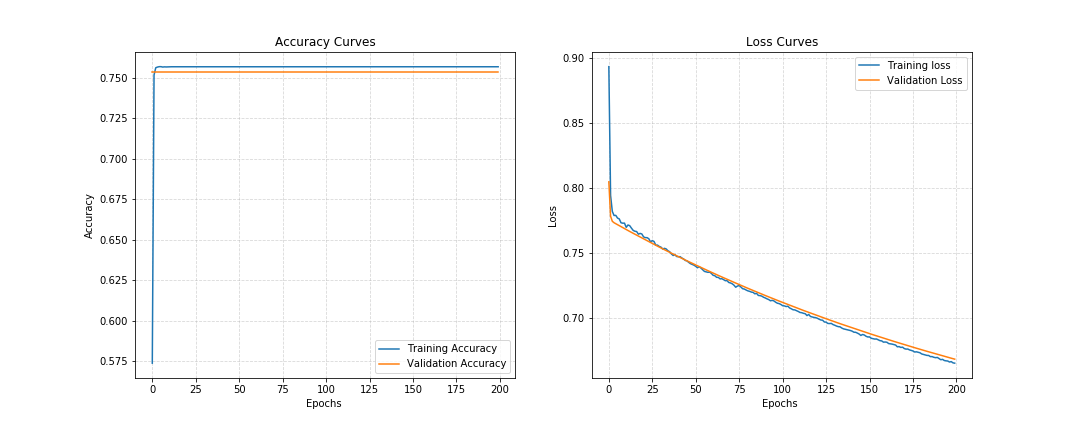 Accuracy Curves
0.750
0.725
0.700
0.675
0.650
0.625
0.600
0.575
Accuracy
0 25 50 75 100 125 150 175 200
Epochs
Training Accuracy
Validation Accuracy
Loss Curves
0.90
0.85
0.80
0.75
0.70
Loss
0 25 50 75 100 125 150 175 200
Epochs
Training loss
Validation Loss